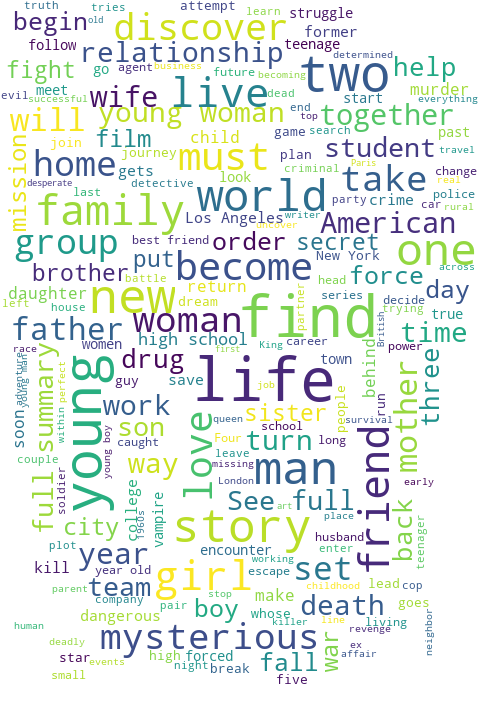 truth old tries attempt learn struggle
begin discover two former teenage
follow relationship
fight go agent business future becoming determined help
meet live start murder
evil successful wife dead end everything
mission join will young woman together past
film child must game search top
journey look criminal plan student travel
home gets detective world take Paris real change
desperate last family Los Angeles writer party crime police car rural
group best friend order uncover New York American one across
brother put become secret force
daughter battle return dream head series decide trying day
left house new partner British true time
father women woman find
race high school first King career town power behind three
adventure young man drug life job
summary soon within perfect young guy save people mother
work love queen sister school survival run
couple son caught young boy Four turn long friend
full way leave missing man
soldier college 1960s vampire London See full art back early
city story place teenager
plot encounter husband
year working enter
kill year old girl escape set childhood lead cop
parent team company stop make death goes
dangerous pair boy whose killer line living
human mysterious war revenge neighbor
deadly star events high forced night break fall ex affair
small five